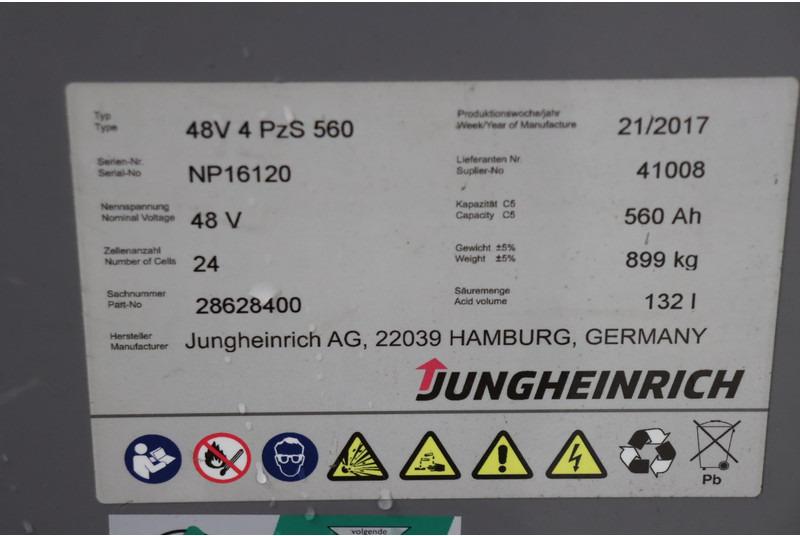 Typ
Type
48V 4 PzS 560
Produktionswoche/jahr
Week/Year of Manufacture
21/2017
Serien-Nr.
Serial-No
NP16120
Lieferanten Nr.
Suplier-No
41008
Nennspannung
Nominal Voltage
48 V
Kapazität C5
Capacity C5
560 Ah
Zellenanzahl
Number of Cells
24
Gewicht ±5%
Weight ±5%
899 kg
Sachnummer
Part-No
28628400
Säuremenge
Acid volume
132 l
Hersteller
Manufacturer
Jungheinrich AG, 22039 HAMBURG, GERMANY
JUNGHEINRICH
Pb
volgende